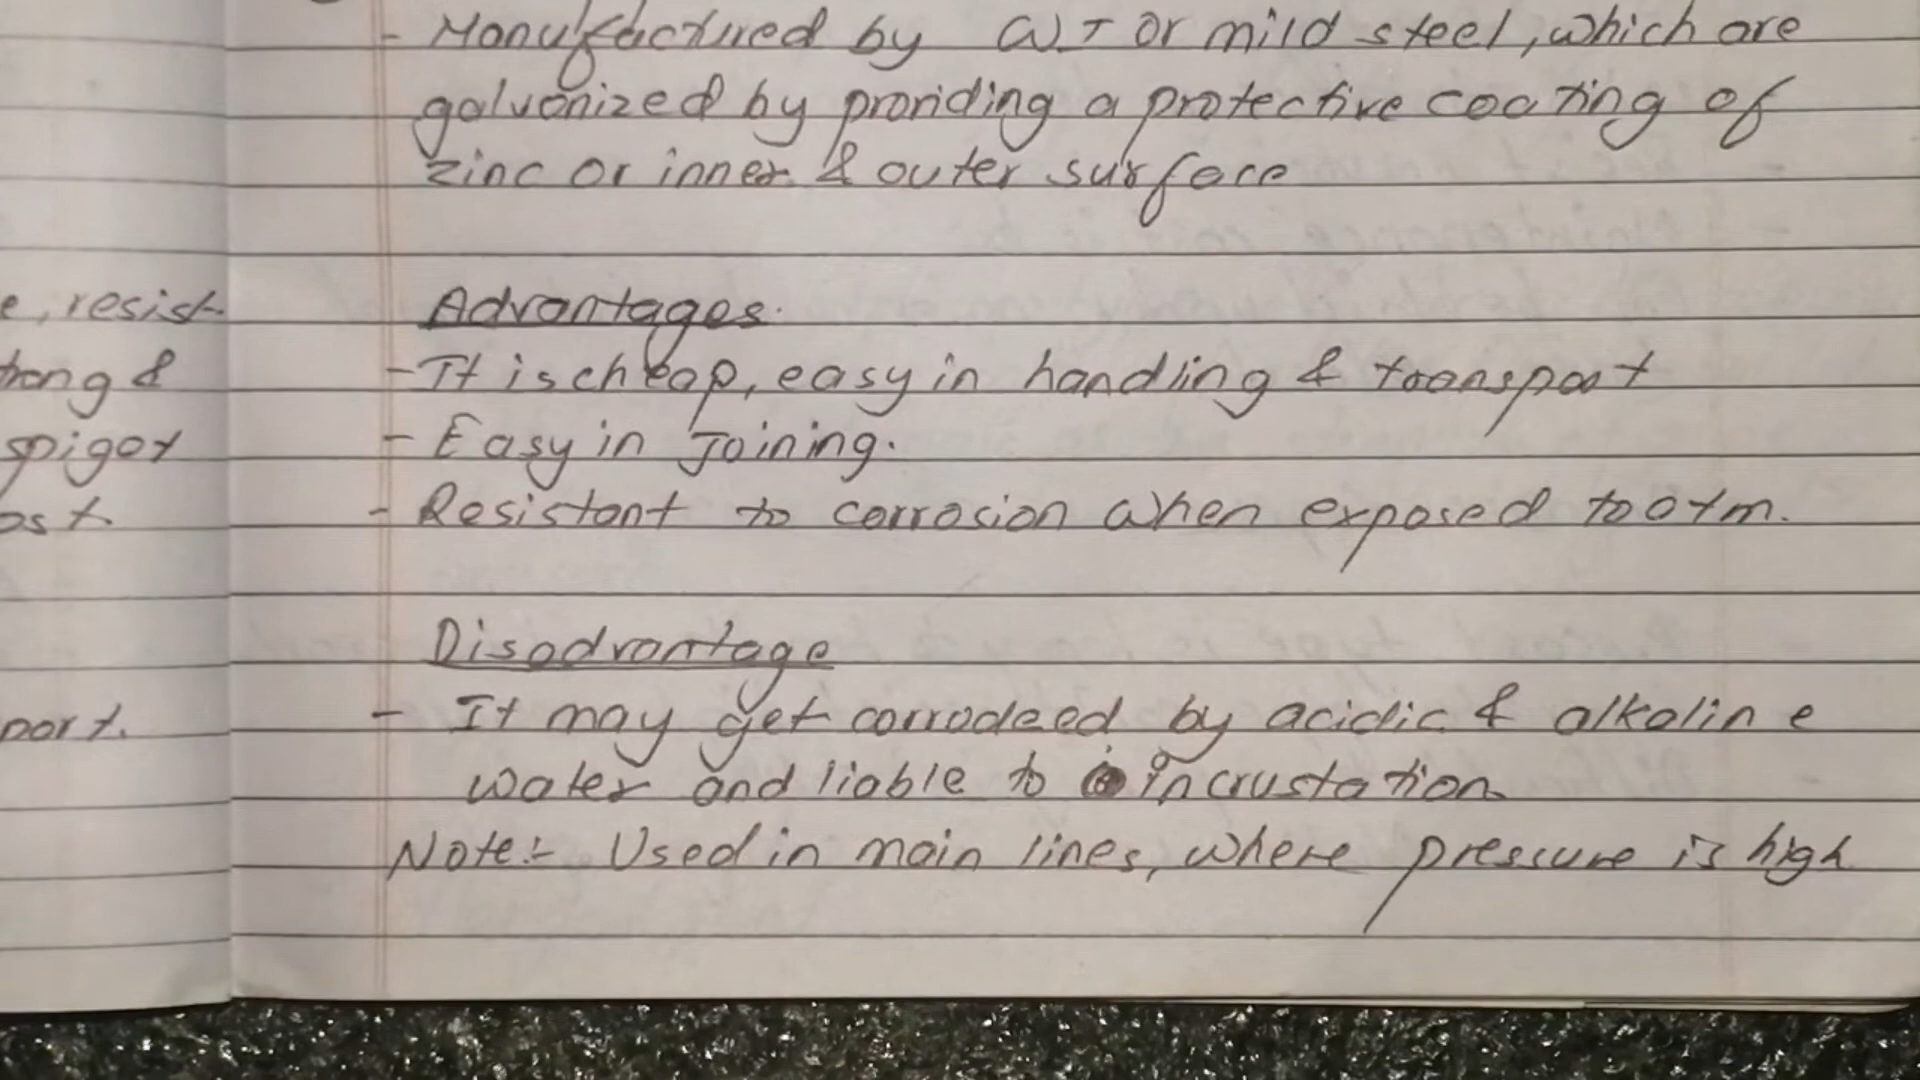 - Manufactured by WI or mild steel, which are
galvanized by providing a protective coating of
zinc or inner & outer surface
e, resist.
trong &
spigot
ost.
port.
Advantages.
- It is cheap, easy in handling & transport
- Easy in Joining.
- Resistant to corrosion when exposed to atm.
Disadvantage
- It may get corrodeed by acidic & alkaline
water and liable to incrustation
Note:- Used in main lines, where pressure is high